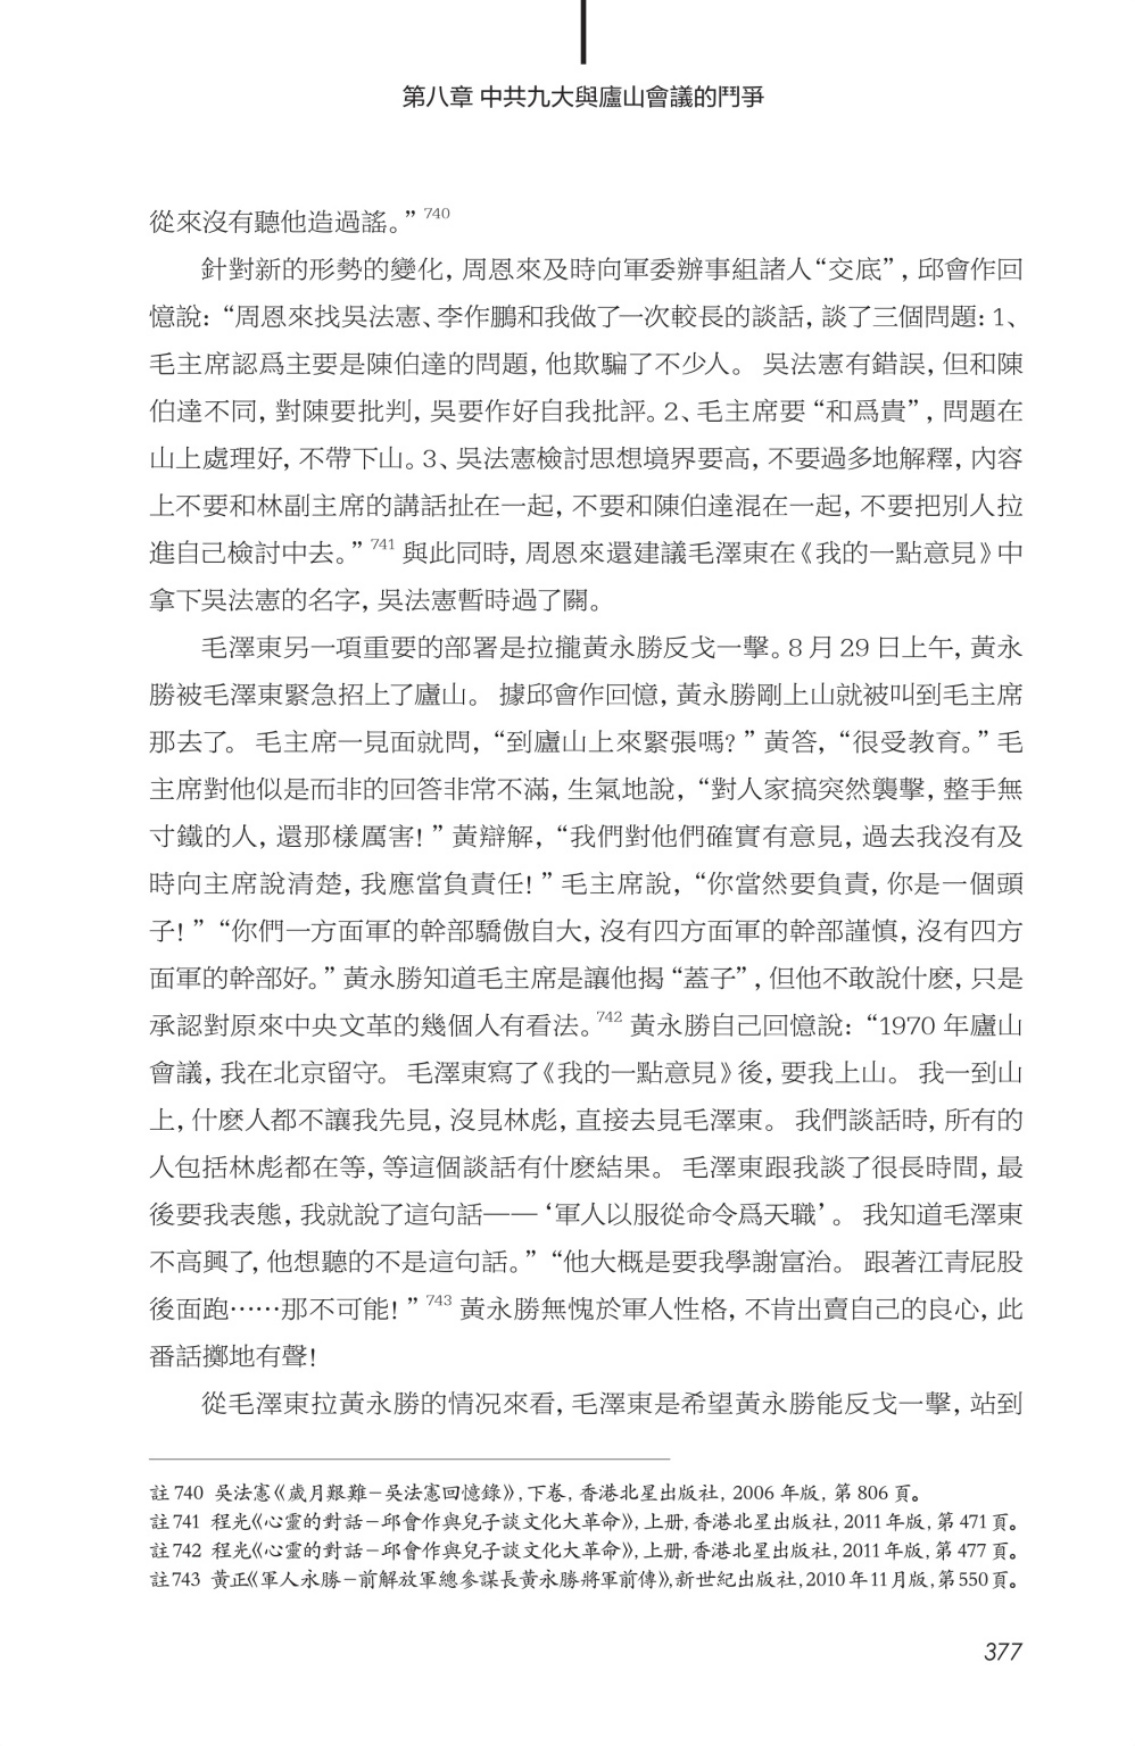 第八章 中共九大與廬山會議的鬥爭
從來沒有聽他造過謠。”740
針對新的形勢的變化，周恩來及時向軍委辦事組諸人“交底”，邱會作回
憶說：“周恩來找吳法憲、李作鵬和我做了一次較長的談話，談了三個問題：1、
毛主席認爲主要是陳伯達的問題，他欺騙了不少人。 吳法憲有錯誤，但和陳
伯達不同，對陳要批判，吳要作好自我批評。2、毛主席要“和爲貴”，問題在
山上處理好，不帶下山。3、吳法憲檢討思想境界要高，不要過多地解釋，內容
上不要和林副主席的講話扯在一起，不要和陳伯達混在一起，不要把別人拉
進自己檢討中去。”741 與此同時，周恩來還建議毛澤東在《我的一點意見》中
拿下吳法憲的名字，吳法憲暫時過了關。
毛澤東另一項重要的部署是拉攏黃永勝反戈一擊。8 月 29 日上午，黃永
勝被毛澤東緊急招上了廬山。 據邱會作回憶，黃永勝剛上山就被叫到毛主席
那去了。 毛主席一見面就問，“到廬山上來緊張嗎？”黃答，“很受教育。”毛
主席對他似是而非的回答非常不滿，生氣地說，“對人家搞突然襲擊，整手無
寸鐵的人，還那樣厲害！”黃辯解，“我們對他們確實有意見，過去我沒有及
時向主席說清楚，我應當負責任！”毛主席說，“你當然要負責，你是一個頭
子！”“你們一方面軍的幹部驕傲自大，沒有四方面軍的幹部謹慎，沒有四方
面軍的幹部好。”黃永勝知道毛主席是讓他揭“蓋子”，但他不敢說什麽，只是
承認對原來中央文革的幾個人有看法。742 黃永勝自己回憶說：“1970 年廬山
會議，我在北京留守。 毛澤東寫了《我的一點意見》後，要我上山。 我一到山
上，什麽人都不讓我先見，沒見林彪，直接去見毛澤東。 我們談話時，所有的
人包括林彪都在等，等這個談話有什麽結果。 毛澤東跟我談了很長時間，最
後要我表態，我就說了這句話——‘軍人以服從命令爲天職’。 我知道毛澤東
不高興了，他想聽的不是這句話。”“他大概是要我學謝富治。 跟著江青屁股
後面跑……那不可能！”743 黃永勝無愧於軍人性格，不肯出賣自己的良心，此
番話擲地有聲！
從毛澤東拉黃永勝的情况來看，毛澤東是希望黃永勝能反戈一擊，站到
註 740 吳法憲《歲月艱難－吳法憲回憶錄》，下卷，香港北星出版社，2006 年版，第 806 頁。
註 741 程光《心靈的對話－邱會作與兒子談文化大革命》，上册，香港北星出版社，2011 年版，第 471 頁。
註 742 程光《心靈的對話－邱會作與兒子談文化大革命》，上册，香港北星出版社，2011 年版，第 477 頁。
註 743 黃正《軍人永勝－前解放軍總參謀長黃永勝將軍前傳》，新世紀出版社，2010 年 11 月版，第 550 頁。
377